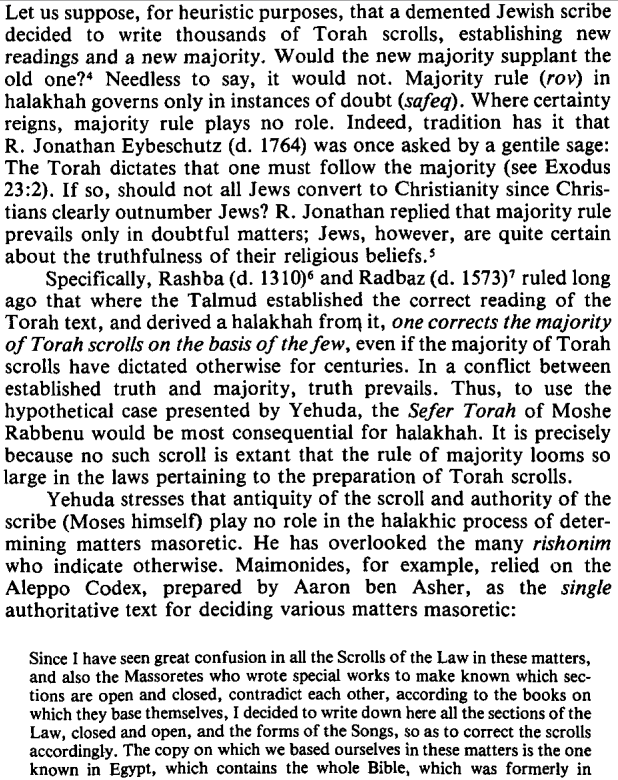 Let us suppose, for heuristic purposes, that a demented Jewish scribe
decided to write thousands of Torah scrolls, establishing new
readings and a new majority. Would the new majority supplant the
old one?⁴ Needless to say, it would not. Majority rule (rov) in
halakhah governs only in instances of doubt (safeq). Where certainty
reigns, majority rule plays no role. Indeed, tradition has it that
R. Jonathan Eybeschutz (d. 1764) was once asked by a gentile sage:
The Torah dictates that one must follow the majority (see Exodus
23:2). If so, should not all Jews convert to Christianity since Chris-
tians clearly outnumber Jews? R. Jonathan replied that majority rule
prevails only in doubtful matters; Jews, however, are quite certain
about the truthfulness of their religious beliefs.⁵
Specifically, Rashba (d. 1310)⁶ and Radbaz (d. 1573)⁷ ruled long
ago that where the Talmud established the correct reading of the
Torah text, and derived a halakhah from it, one corrects the majority
of Torah scrolls on the basis of the few, even if the majority of Torah
scrolls have dictated otherwise for centuries. In a conflict between
established truth and majority, truth prevails. Thus, to use the
hypothetical case presented by Yehuda, the Sefer Torah of Moshe
Rabbenu would be most consequential for halakhah. It is precisely
because no such scroll is extant that the rule of majority looms so
large in the laws pertaining to the preparation of Torah scrolls.
Yehuda stresses that antiquity of the scroll and authority of the
scribe (Moses himself) play no role in the halakhic process of deter-
mining matters masoretic. He has overlooked the many rishonim
who indicate otherwise. Maimonides, for example, relied on the
Aleppo Codex, prepared by Aaron ben Asher, as the single
authoritative text for deciding various matters masoretic:
Since I have seen great confusion in all the Scrolls of the Law in these matters,
and also the Massoretes who wrote special works to make known which sec-
tions are open and closed, contradict each other, according to the books on
which they base themselves, I decided to write down here all the sections of the
Law, closed and open, and the forms of the Songs, so as to correct the scrolls
accordingly. The copy on which we based ourselves in these matters is the one
known in Egypt, which contains the whole Bible, which was formerly in